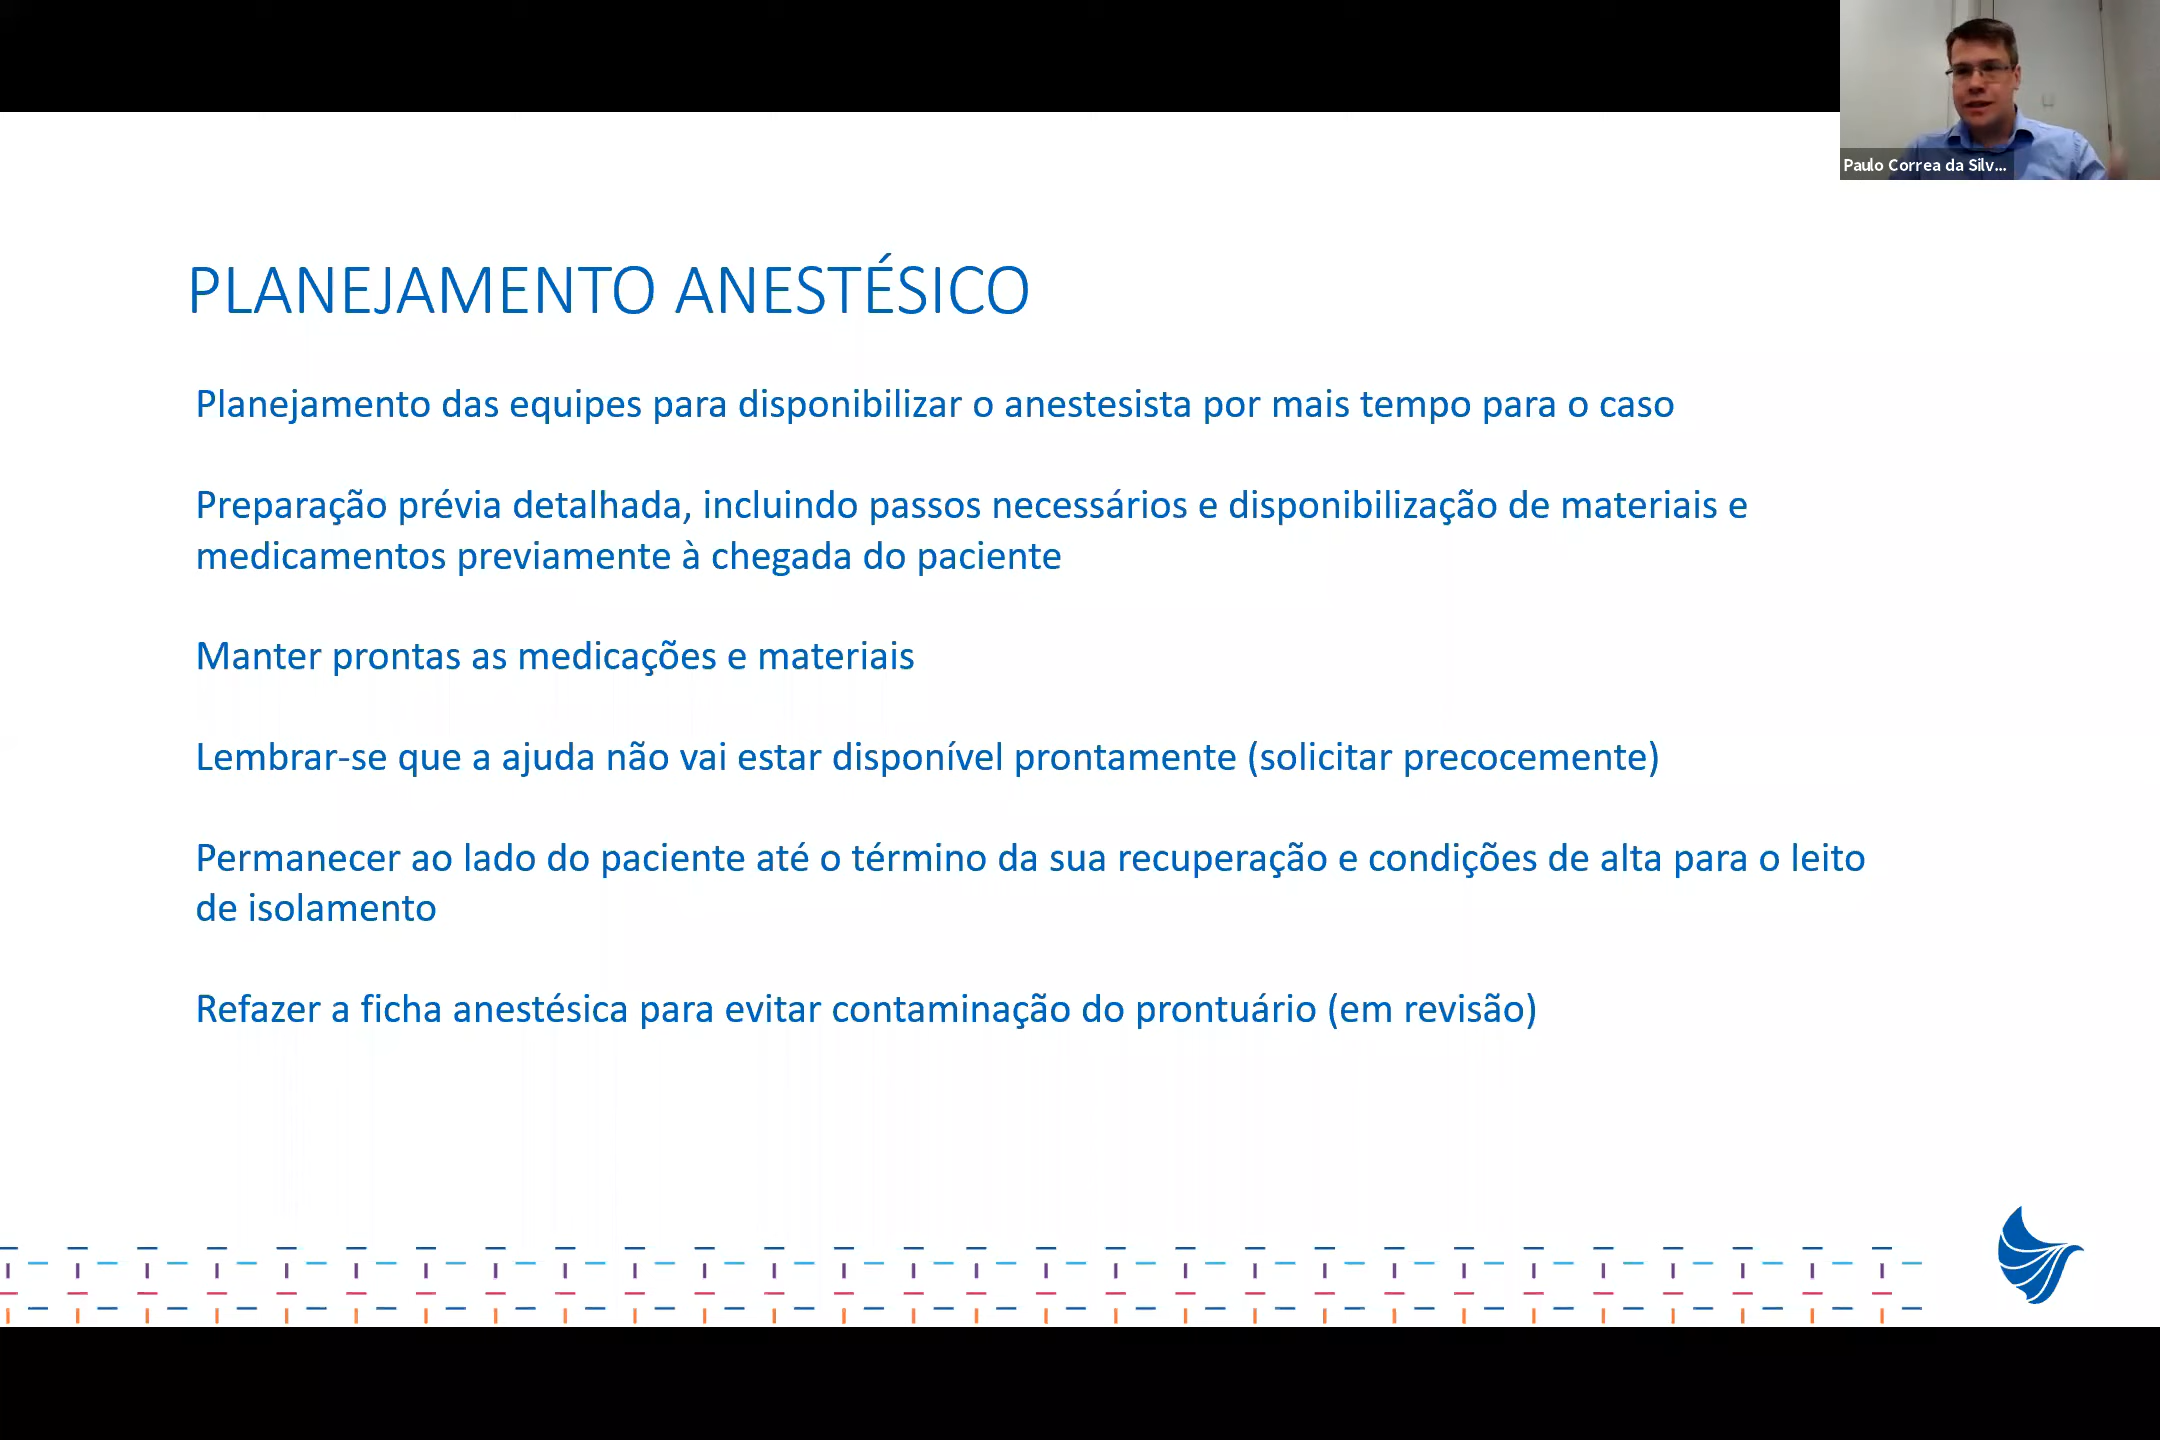 Paulo Correa da Silv...
PLANEJAMENTO ANESTÉSICO
Planejamento das equipes para disponibilizar o anestesista por mais tempo para o caso
Preparação prévia detalhada, incluindo passos necessários e disponibilização de materiais e
medicamentos previamente à chegada do paciente
Manter prontas as medicações e materiais
Lembrar-se que a ajuda não vai estar disponível prontamente (solicitar precocemente)
Permanecer ao lado do paciente até o término da sua recuperação e condições de alta para o leito
de isolamento
Refazer a ficha anestésica para evitar contaminação do prontuário (em revisão)